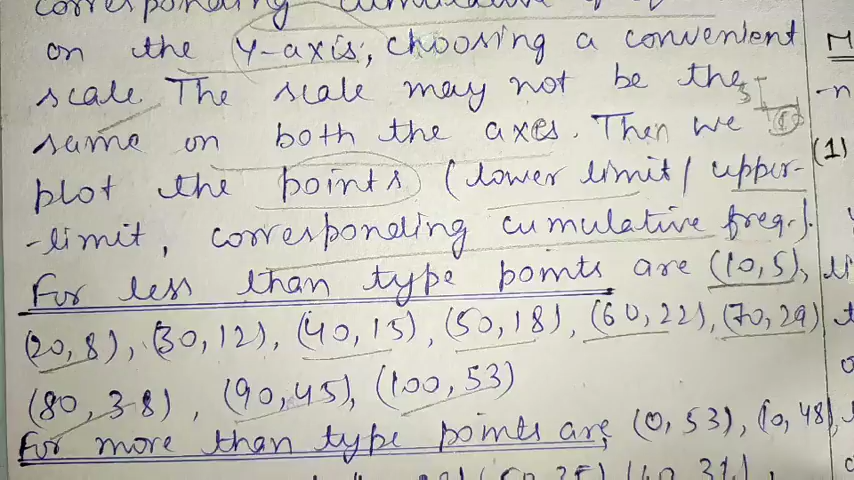 corresponding cumulative
on the Y-axis, choosing a convenient
scale. The scale may not be the
same on both the axes. Then we
plot the points (lower limit / upper-
-limit, corresponding cumulative freq.).
For less than type points are (10,5),
(20,8), (30,12), (40,15), (50,18), (60,22), (70,29)
(80,38), (90,45), (100,53)
For more than type points are (0,53), (10,48),
-n
(1)